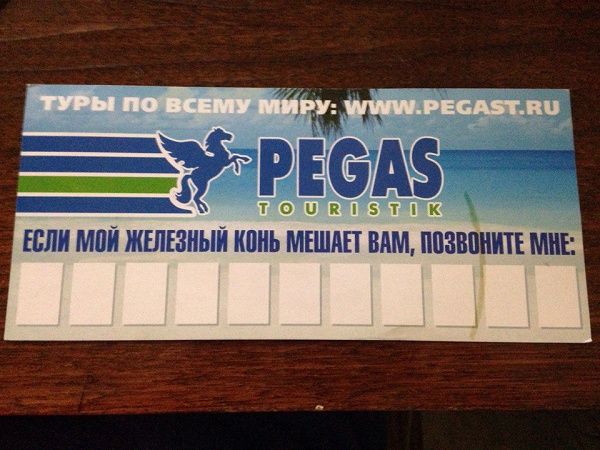 ТУРЫ ПО ВСЕМУ МИРУ: WWW.PEGAST.RU
PEGAS
TOURISTIK
ЕСЛИ МОЙ ЖЕЛЕЗНЫЙ КОНЬ МЕШАЕТ ВАМ, ПОЗВОНИТЕ МНЕ: